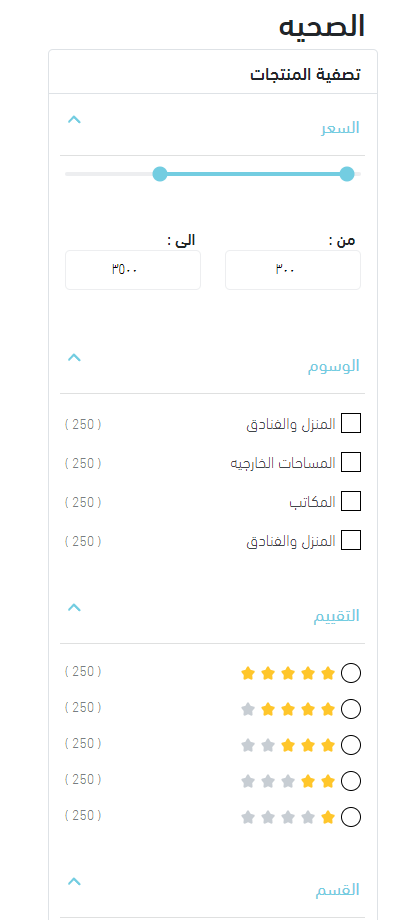 الصحيه
تصفية المنتجات
السعر
من : الى :
٣٠٠ ٣٥٠٠
الوسوم
المنزل والفنادق ( 250 )
المساحات الخارجيه ( 250 )
المكاتب ( 250 )
المنزل والفنادق ( 250 )
التقييم
( 250 )
( 250 )
( 250 )
( 250 )
( 250 )
القسم